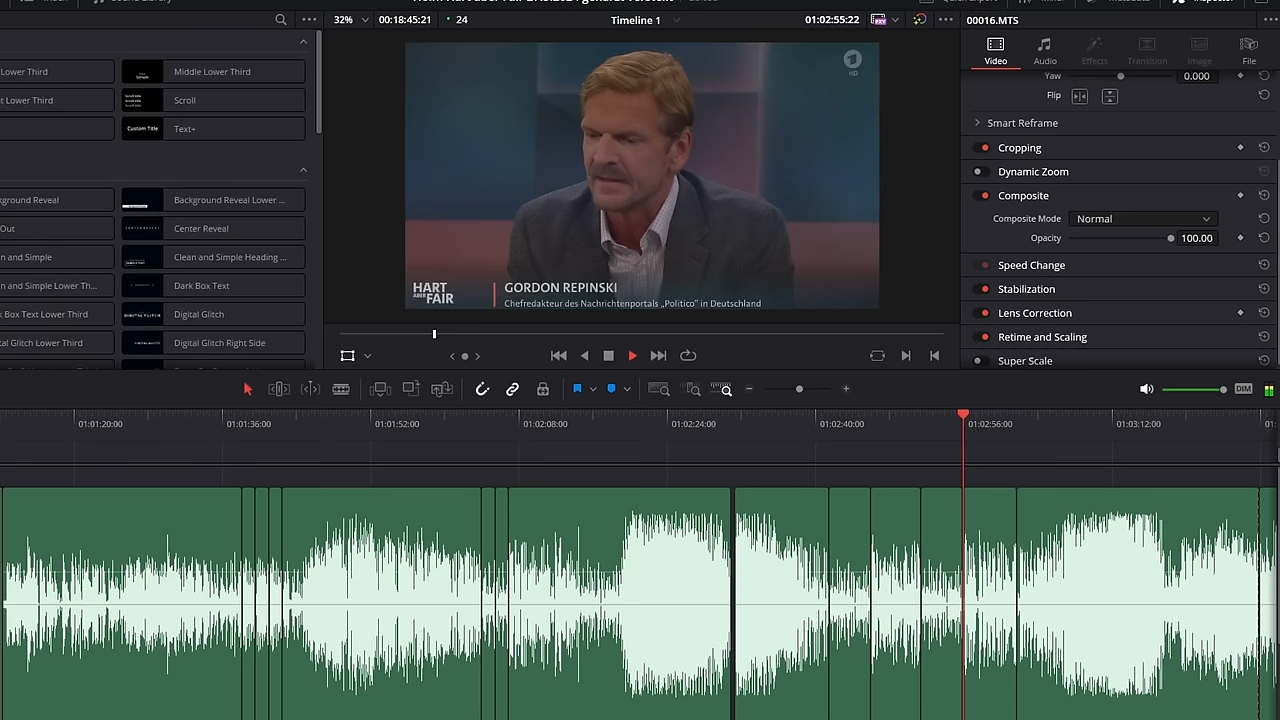 32%
00:18:45:21
24
Timeline 1
01:02:55:22
00016.MTS
Video
Audio
Effects
Transition
Image
File
Lower Third
Middle Lower Third
Lower Third
Scroll
Custom Title
Text+
Background Reveal
Background Reveal Lower ...
Out
Center Reveal
n and Simple
Clean and Simple Heading ...
n and Simple Lower Th...
Dark Box Text
Box Text Lower Third
Digital Glitch
tal Glitch Lower Third
Digital Glitch Right Side
HD
HART
ABER
FAIR
GORDON REPINSKI
Chefredakteur des Nachrichtenportals „Politico“ in Deutschland
Yaw
0.000
Flip
Smart Reframe
Cropping
Dynamic Zoom
Composite
Composite Mode
Normal
Opacity
100.00
Speed Change
Stabilization
Lens Correction
Retime and Scaling
Super Scale
DIM
01:01:20:00
01:01:36:00
01:01:52:00
01:02:08:00
01:02:24:00
01:02:40:00
01:02:56:00
01:03:12:00
01: